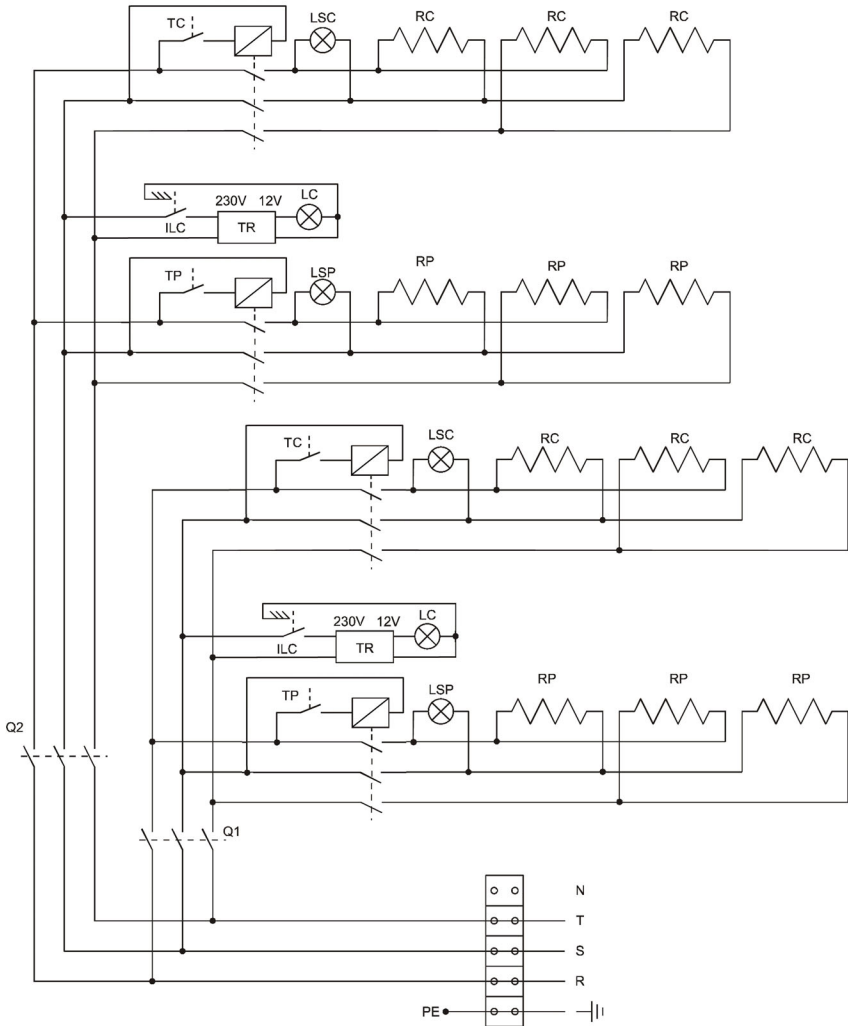 TC LSC RC RC RC
230V 12V LC
ILC TR
TP LSP RP RP RP
TC LSC RC RC RC
230V 12V LC
ILC TR
TP LSP RP RP RP
Q2
Q1
N
T
S
R
PE